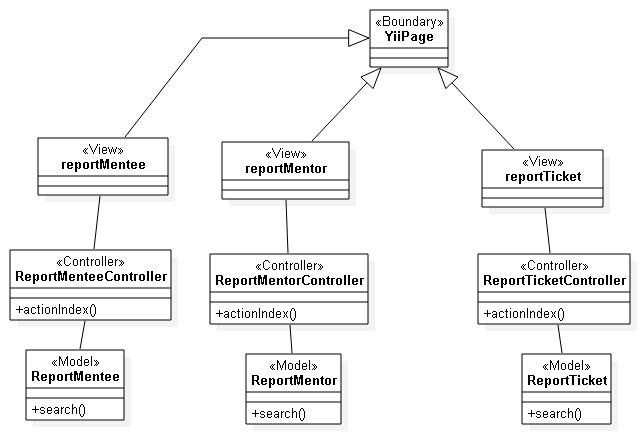 «Boundary»
YiiPage
«View»
reportMentee
«View»
reportMentor
«View»
reportTicket
«Controller»
ReportMenteeController
+actionIndex()
«Controller»
ReportMentorController
+actionIndex()
«Controller»
ReportTicketController
+actionIndex()
«Model»
ReportMentee
+search()
«Model»
ReportMentor
+search()
«Model»
ReportTicket
+search()